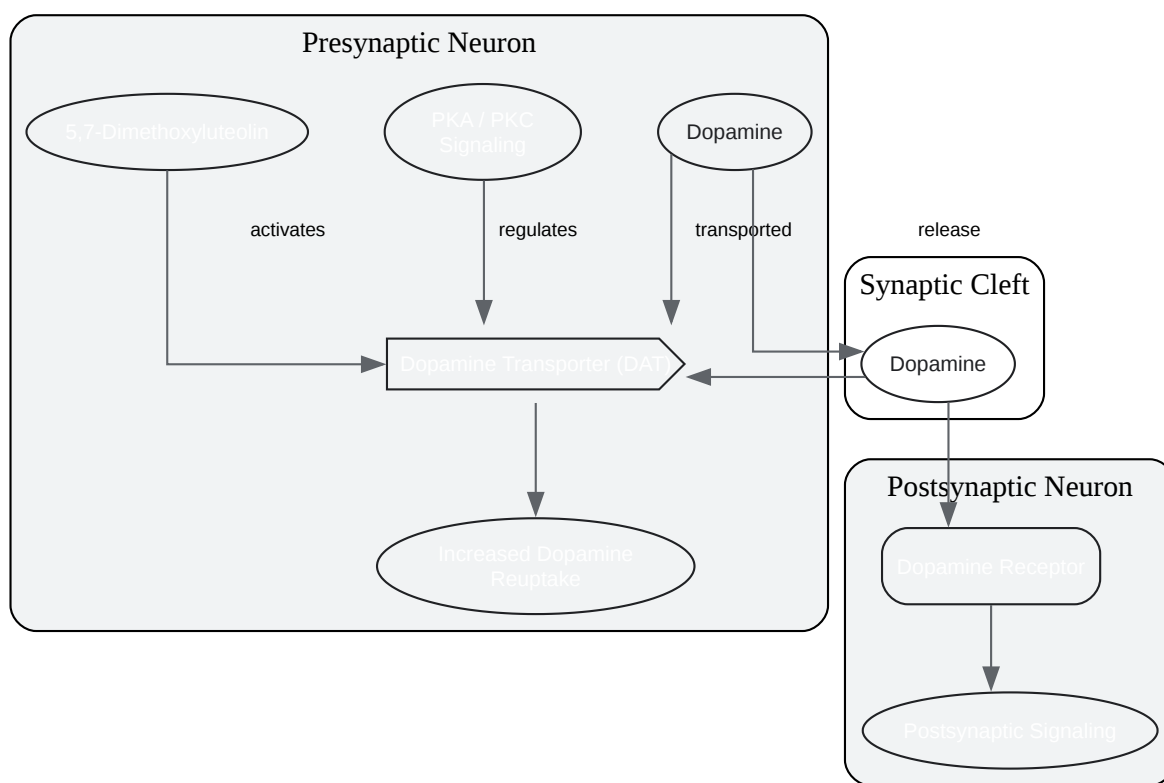 Presynaptic Neuron
5,7-Dimethoxyluteolin
PKA / PKC
Signaling
Dopamine
activates
regulates
transported
release
Synaptic Cleft
Dopamine Transporter (DAT)
Dopamine
Postsynaptic Neuron
Increased Dopamine
Reuptake
Dopamine Receptor
Postsynaptic Signaling